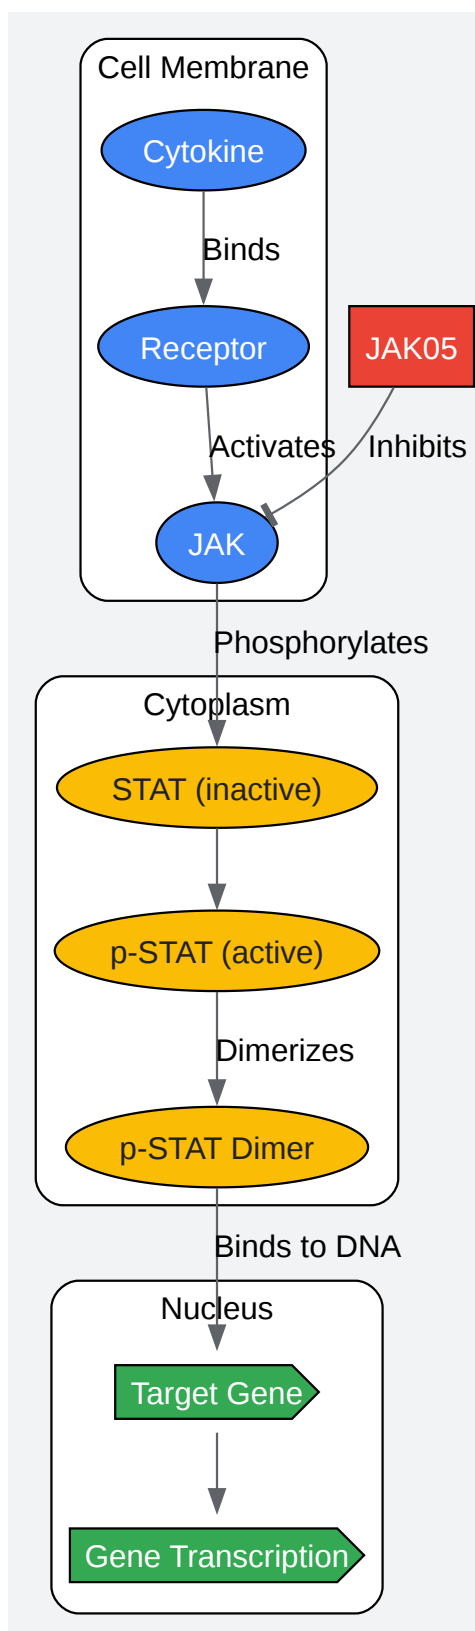 Cell Membrane
Cytokine
Binds
Receptor
JAK05
Activates
Inhibits
JAK
Phosphorylates
Cytoplasm
STAT (inactive)
p-STAT (active)
Dimerizes
p-STAT Dimer
Binds to DNA
Nucleus
Target Gene
Gene Transcription